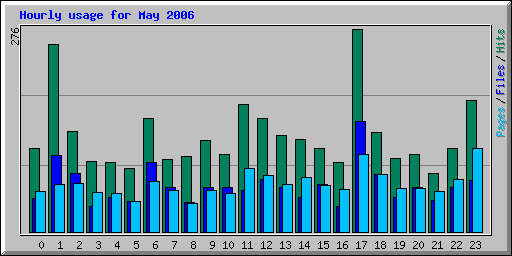 Hourly usage for May 2006
276
Pages / Files / Hits
0 1 2 3 4 5 6 7 8 9 10 11 12 13 14 15 16 17 18 19 20 21 22 23